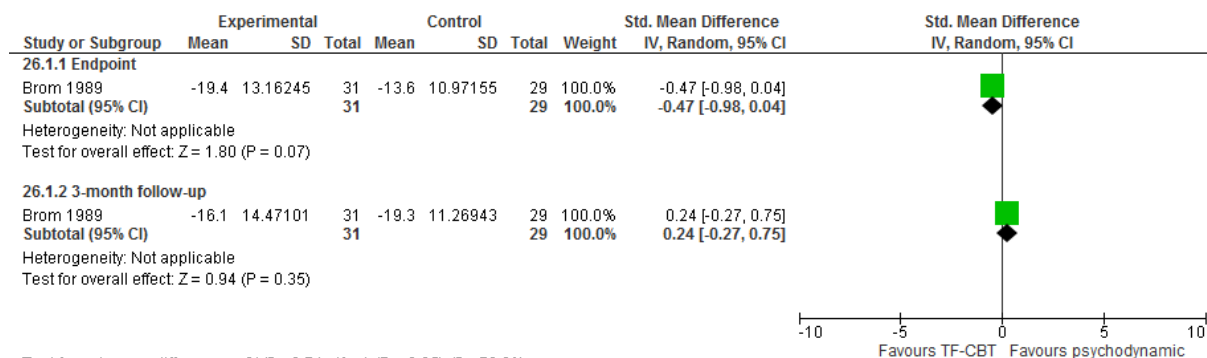 Experimental Control Std. Mean Difference Std. Mean Difference
Study or Subgroup Mean SD Total Mean SD Total Weight IV, Random, 95% CI IV, Random, 95% CI
26.1.1 Endpoint
Brom 1989 -19.4 13.16245 31 -13.6 10.97155 29 100.0% -0.47 [-0.98, 0.04]
Subtotal (95% CI) 31 29 100.0% -0.47 [-0.98, 0.04]
Heterogeneity: Not applicable
Test for overall effect: Z = 1.80 (P = 0.07)
26.1.2 3-month follow-up
Brom 1989 -16.1 14.47101 31 -19.3 11.26943 29 100.0% 0.24 [-0.27, 0.75]
Subtotal (95% CI) 31 29 100.0% 0.24 [-0.27, 0.75]
Heterogeneity: Not applicable
Test for overall effect: Z = 0.94 (P = 0.35)
-10 -5 0 5 10
Favours TF-CBT Favours psychodynamic